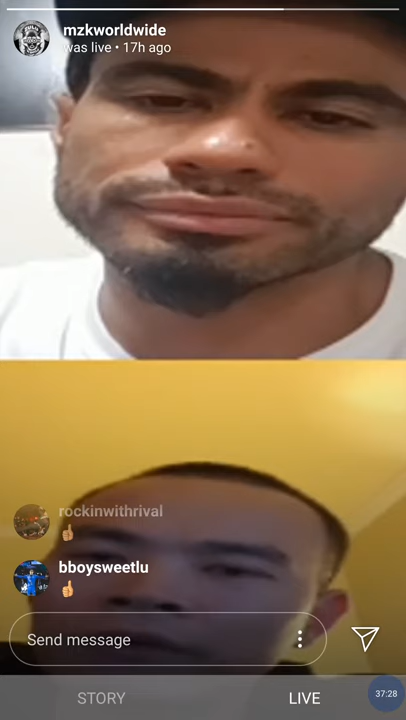 mzkworldwide
was live • 17h ago
rockinwithrival
👍🏼
bboysweetlu
👍🏼
Send message
STORY
LIVE
37:28